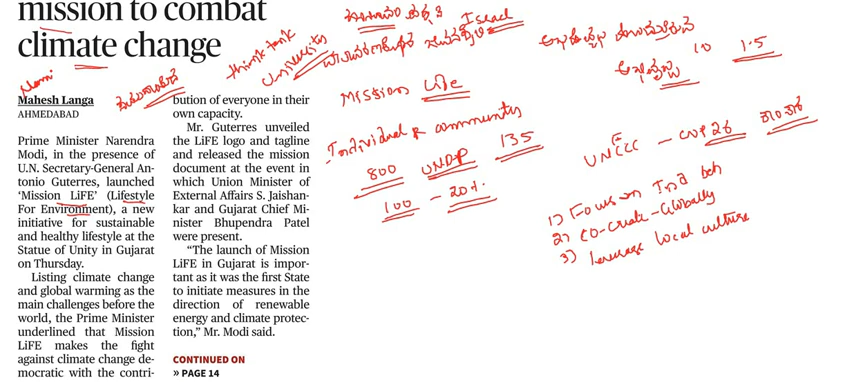 mission to combat
climate change
Mahesh Langa
AHMEDABAD
Prime Minister Narendra
Modi, in the presence of
U.N. Secretary-General An-
tonio Guterres, launched
‘Mission LiFE’ (Lifestyle
For Environment), a new
initiative for sustainable
and healthy lifestyle at the
Statue of Unity in Gujarat
on Thursday.
Listing climate change
and global warming as the
main challenges before the
world, the Prime Minister
underlined that Mission
LiFE makes the fight
against climate change de-
mocratic with the contri-
bution of everyone in their
own capacity.
Mr. Guterres unveiled
the LiFE logo and tagline
and released the mission
document at the event in
which Union Minister of
External Affairs S. Jaishan-
kar and Gujarat Chief Mi-
nister Bhupendra Patel
were present.
“The launch of Mission
LiFE in Gujarat is impor-
tant as it was the first State
to initiate measures in the
direction of renewable
energy and climate protec-
tion,” Mr. Modi said.
CONTINUED ON
» PAGE 14
think tank
University
Israel
Mission Life
Individual & community
800 UNDP 135
100 - 20%
10 1.5
UNFCCC - COP 26
1) Focus on Ind beh
2) CO-create-Globally
3) leverage local culture